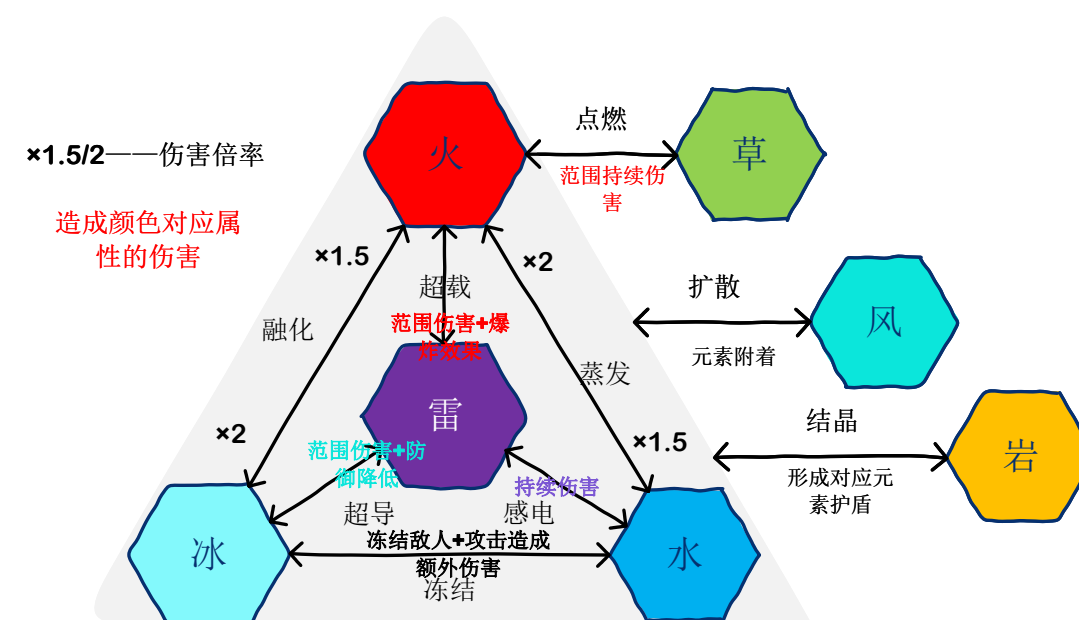 火
点燃
草
×1.5/2——伤害倍率
范围持续伤
害
造成颜色对应属
性的伤害
×1.5
×2
超载
扩散
风
范围伤害+爆
炸效果
融化
元素附着
蒸发
雷
结晶
×2
×1.5
岩
范围伤害+防
御降低
形成对应元
素护盾
持续伤害
超导
感电
冻结敌人+攻击造成
额外伤害
冻结
冰
水